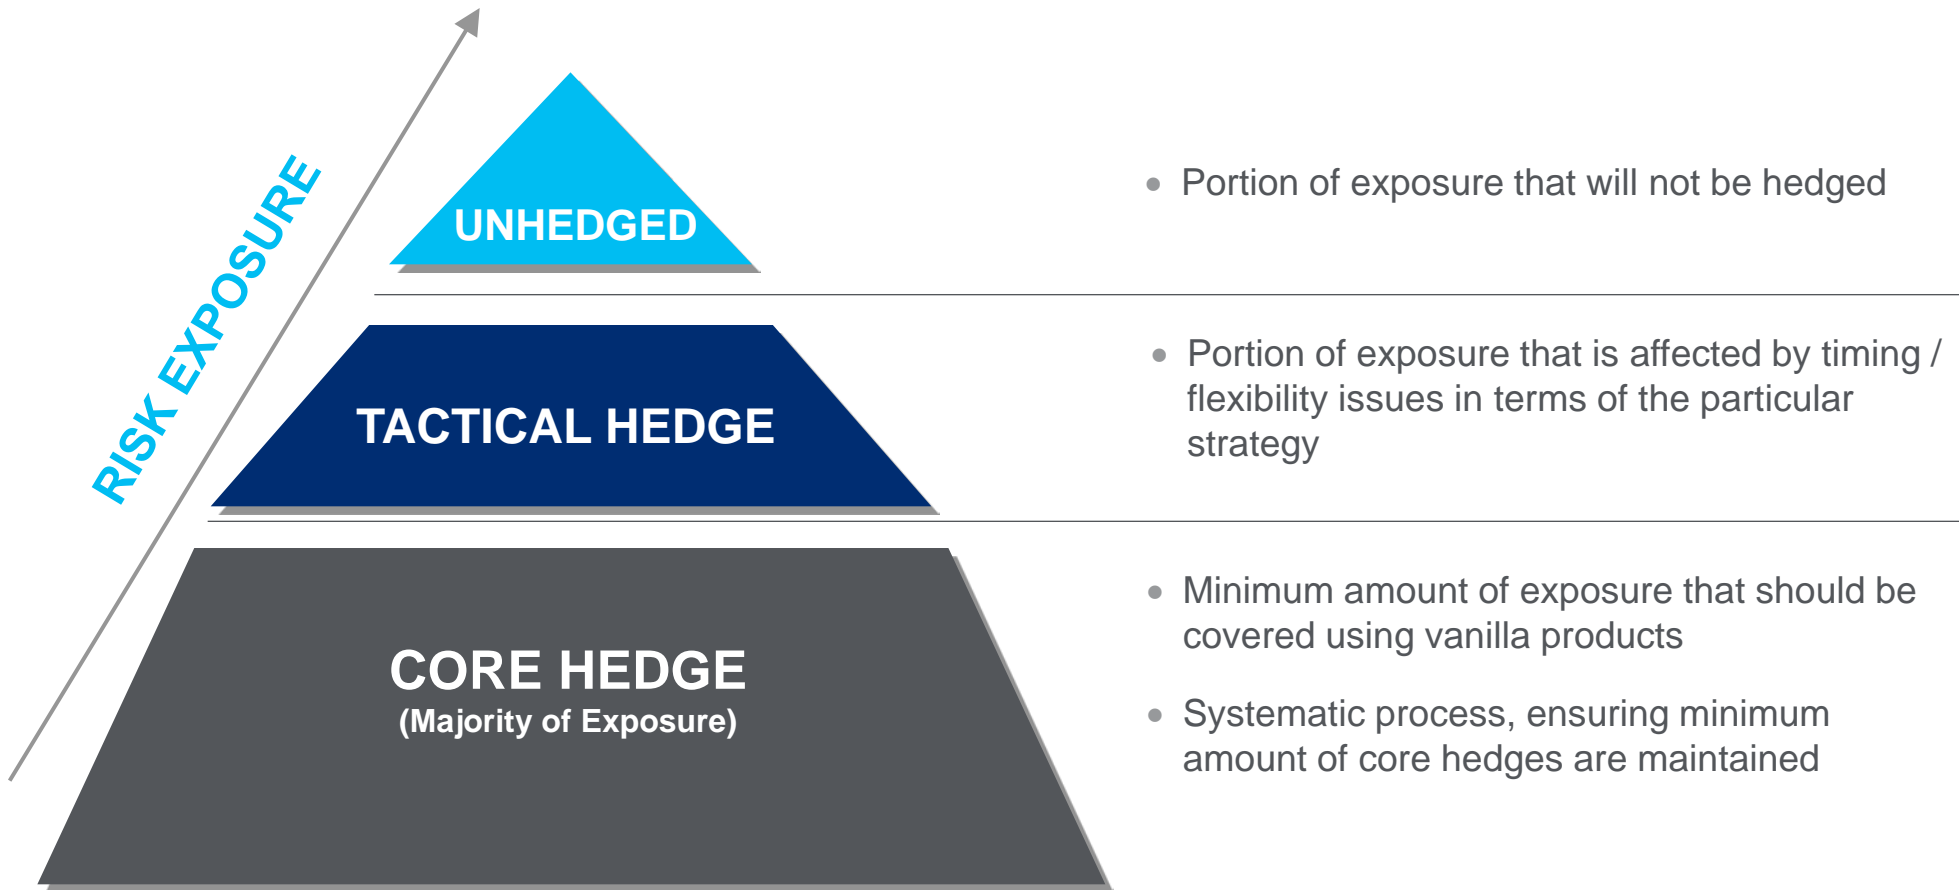 RISK EXPOSURE
UNHEDGED
• Portion of exposure that will not be hedged
TACTICAL HEDGE
• Portion of exposure that is affected by timing /
flexibility issues in terms of the particular
strategy
CORE HEDGE
(Majority of Exposure)
• Minimum amount of exposure that should be
covered using vanilla products
• Systematic process, ensuring minimum
amount of core hedges are maintained